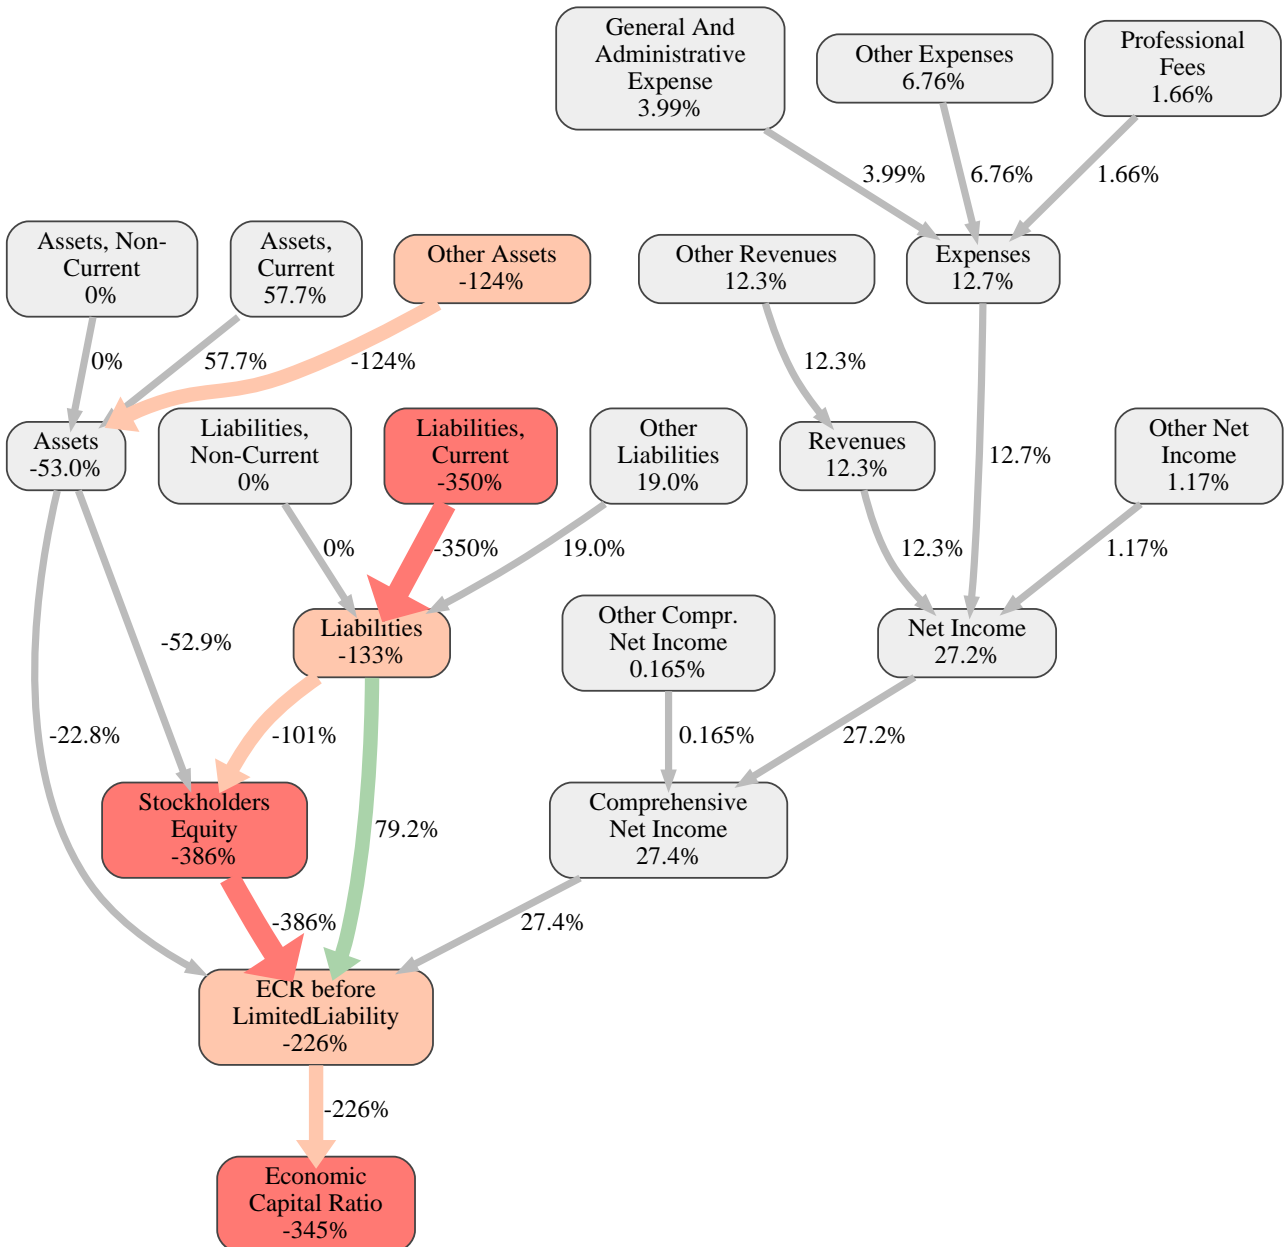 General And
Administrative
Expense
3.99%
Other Expenses
6.76%
Professional
Fees
1.66%
3.99%
6.76%
1.66%
Assets, Non-
Current
0%
Assets,
Current
57.7%
Other Assets
-124%
Other Revenues
12.3%
Expenses
12.7%
0%
57.7%
-124%
12.3%
Assets
-53.0%
Liabilities,
Non-Current
0%
Liabilities,
Current
-350%
Other
Liabilities
19.0%
Revenues
12.3%
12.7%
Other Net
Income
1.17%
0%
-350%
19.0%
12.3%
1.17%
Liabilities
-133%
Other Compr.
Net Income
0.165%
Net Income
27.2%
-52.9%
-22.8%
-101%
0.165%
27.2%
Stockholders
Equity
-386%
79.2%
Comprehensive
Net Income
27.4%
-386%
27.4%
ECR before
LimitedLiability
-226%
-226%
Economic
Capital Ratio
-345%